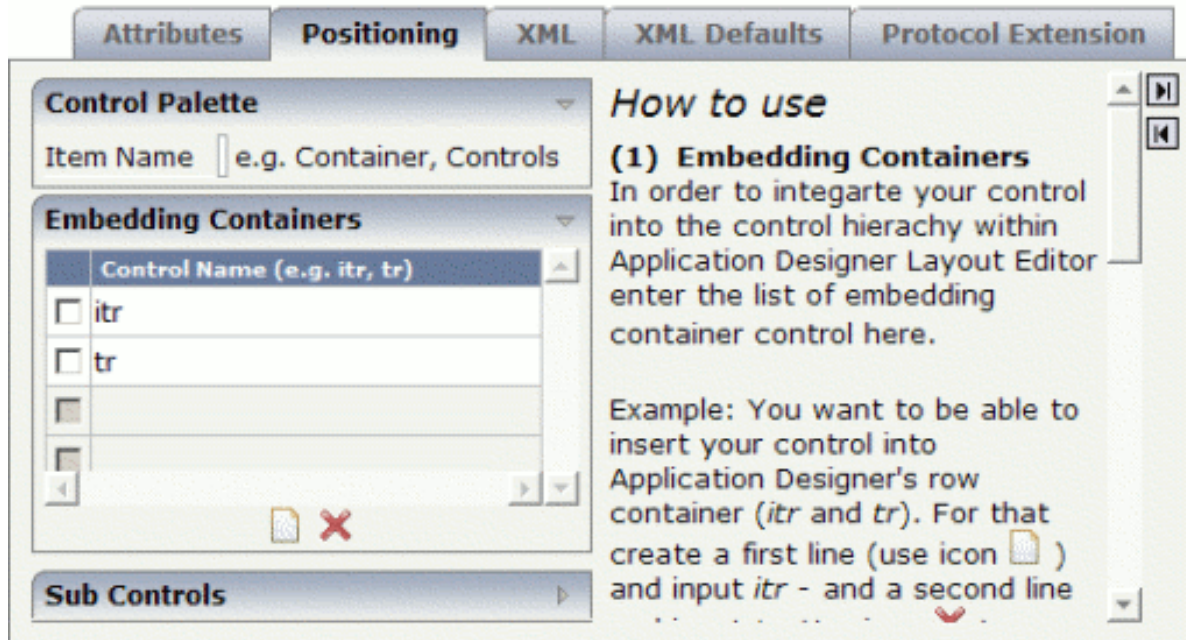 Attributes Positioning XML XML Defaults Protocol Extension
Control Palette
Item Name e.g. Container, Controls
Embedding Containers
Control Name (e.g. itr, tr)
itr
tr
Sub Controls
How to use
(1) Embedding Containers
In order to integarte your control
into the control hierachy within
Application Designer Layout Editor
enter the list of embedding
container control here.
Example: You want to be able to
insert your control into
Application Designer's row
container (itr and tr). For that
create a first line (use icon )
and input itr - and a second line